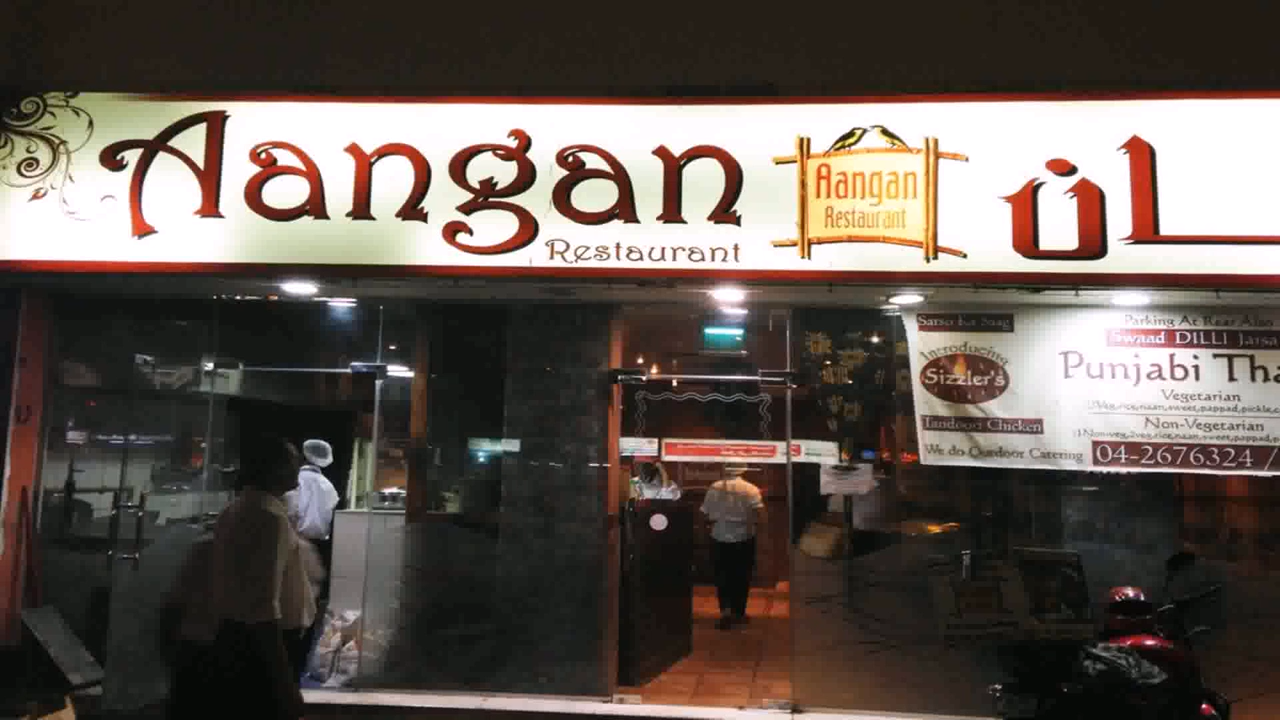 Aangan
Restaurant
Aangan
Restaurant
ان
Sarso Ka Saag
Introducing
Sizzler's
Tandoori Chicken
We do Outdoor Catering
Parking At Rear Also
Swaad DILLI
Punjabi Tha
Vegetarian
Non-Vegetarian
04-2676324 /